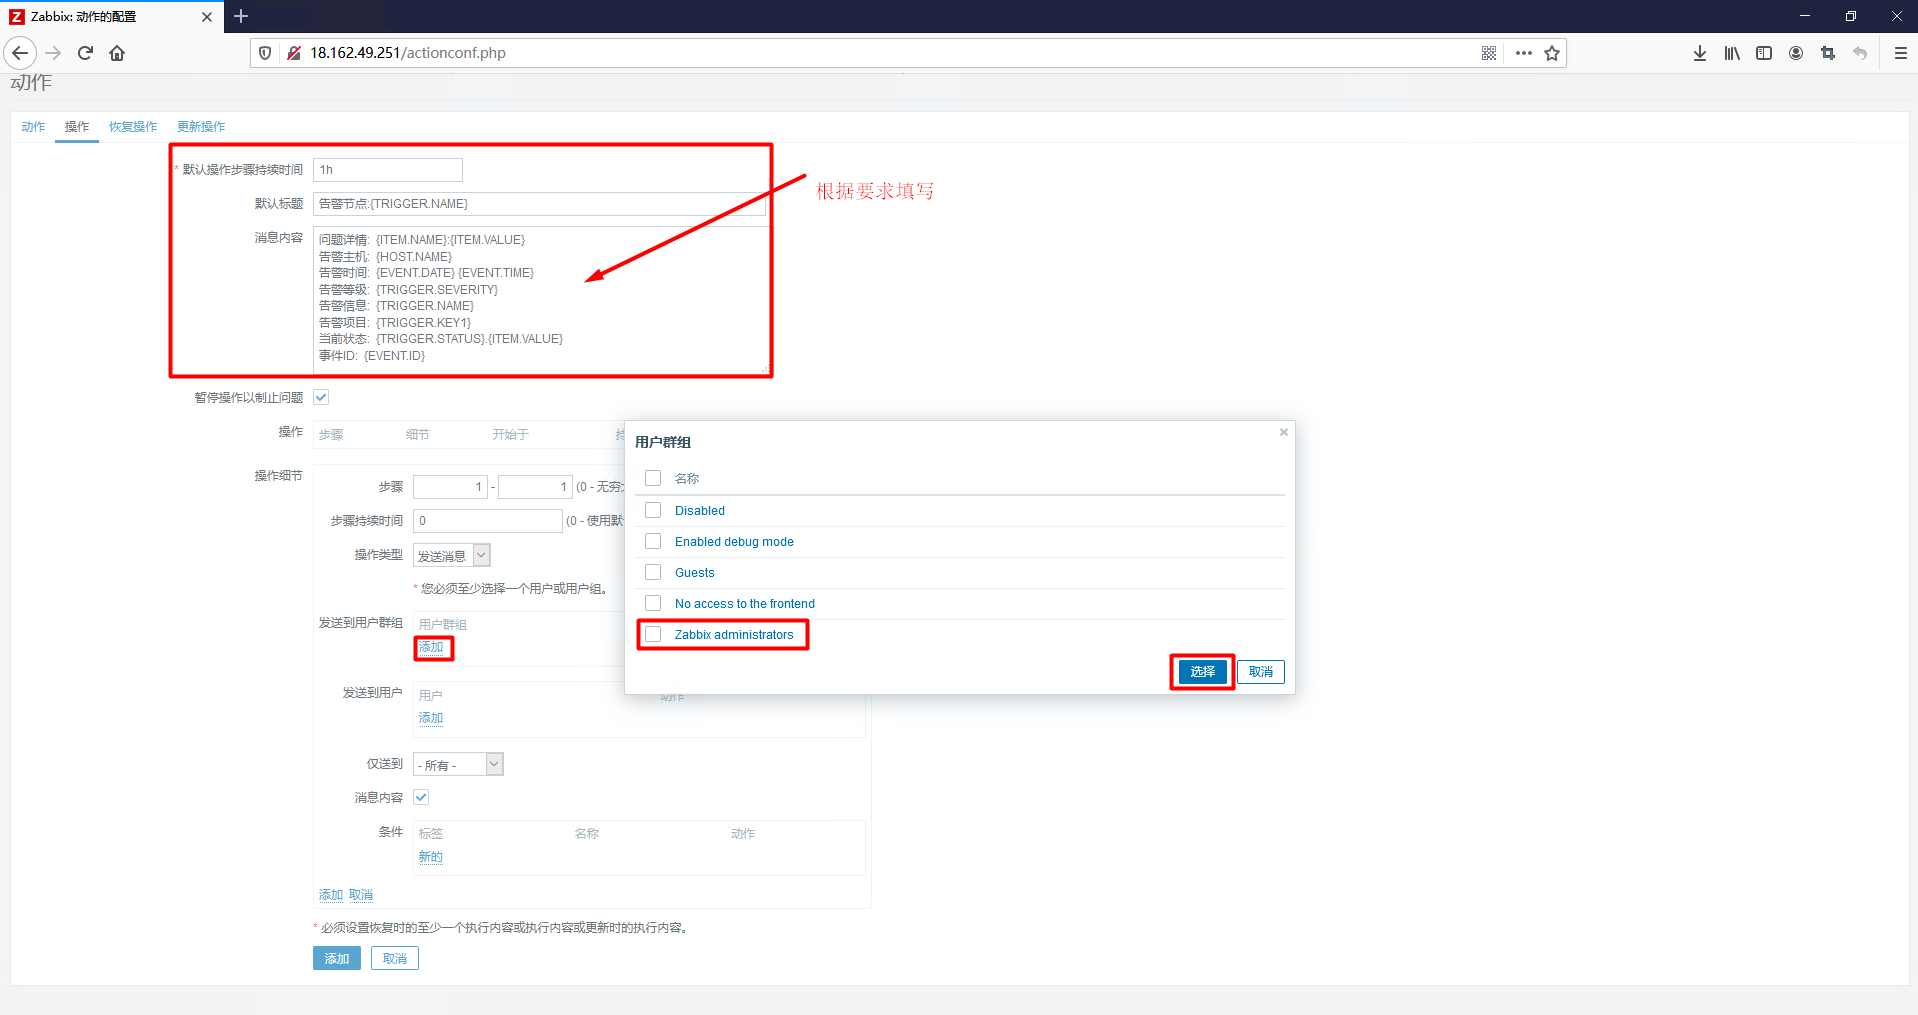 Zabbix: 动作的配置
18.162.49.251/actionconf.php
动作
动作 操作 恢复操作 更新操作
* 默认操作步骤持续时间 1h
默认标题 告警节点:{TRIGGER.NAME}
根据要求填写
消息内容 问题详情: {ITEM.NAME}:{ITEM.VALUE}
告警主机: {HOST.NAME}
告警时间: {EVENT.DATE} {EVENT.TIME}
告警等级: {TRIGGER.SEVERITY}
告警信息: {TRIGGER.NAME}
告警项目: {TRIGGER.KEY1}
当前状态: {TRIGGER.STATUS}.{ITEM.VALUE}
事件ID: {EVENT.ID}
暂停操作以制止问题
操作 步骤 细节 开始于 持
操作细节
步骤 1 - 1 (0 - 无穷
步骤持续时间 0 (0 - 使用默
操作类型 发送消息
* 您必须至少选择一个用户或用户组。
发送到用户群组 用户群组
添加
发送到用户 用户 动作
添加
仅送到 - 所有 -
消息内容
条件 标签 名称 动作
新的
添加 取消
* 必须设置恢复时的至少一个执行内容或执行内容或更新时的执行内容。
添加 取消
用户群组
名称
Disabled
Enabled debug mode
Guests
No access to the frontend
Zabbix administrators
选择 取消